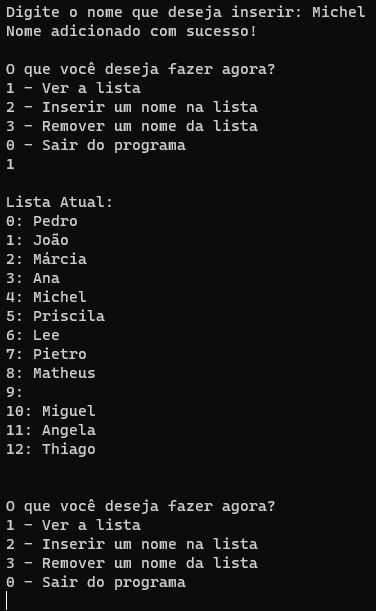 Digite o nome que deseja inserir: Michel
Nome adicionado com sucesso!
O que você deseja fazer agora?
1 - Ver a lista
2 - Inserir um nome na lista
3 - Remover um nome da lista
0 - Sair do programa
1
Lista Atual:
0: Pedro
1: João
2: Márcia
3: Ana
4: Michel
5: Priscila
6: Lee
7: Pietro
8: Matheus
9:
10: Miguel
11: Angela
12: Thiago
O que você deseja fazer agora?
1 - Ver a lista
2 - Inserir um nome na lista
3 - Remover um nome da lista
0 - Sair do programa